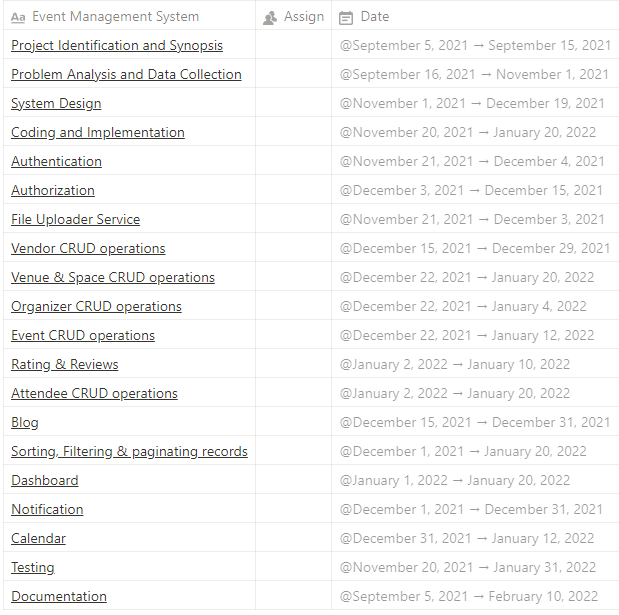 Aa Event Management System Assign Date
Project Identification and Synopsis @September 5, 2021 → September 15, 2021
Problem Analysis and Data Collection @September 16, 2021 → November 1, 2021
System Design @November 1, 2021 → December 19, 2021
Coding and Implementation @November 20, 2021 → January 20, 2022
Authentication @November 21, 2021 → December 4, 2021
Authorization @December 3, 2021 → December 15, 2021
File Uploader Service @November 21, 2021 → December 3, 2021
Vendor CRUD operations @December 15, 2021 → December 29, 2021
Venue & Space CRUD operations @December 22, 2021 → January 20, 2022
Organizer CRUD operations @December 22, 2021 → January 4, 2022
Event CRUD operations @December 22, 2021 → January 12, 2022
Rating & Reviews @January 2, 2022 → January 10, 2022
Attendee CRUD operations @January 2, 2022 → January 20, 2022
Blog @December 15, 2021 → December 31, 2021
Sorting, Filtering & paginating records @December 1, 2021 → January 20, 2022
Dashboard @January 1, 2022 → January 20, 2022
Notification @December 1, 2021 → December 31, 2021
Calendar @December 31, 2021 → January 12, 2022
Testing @November 20, 2021 → January 31, 2022
Documentation @September 5, 2021 → February 10, 2022